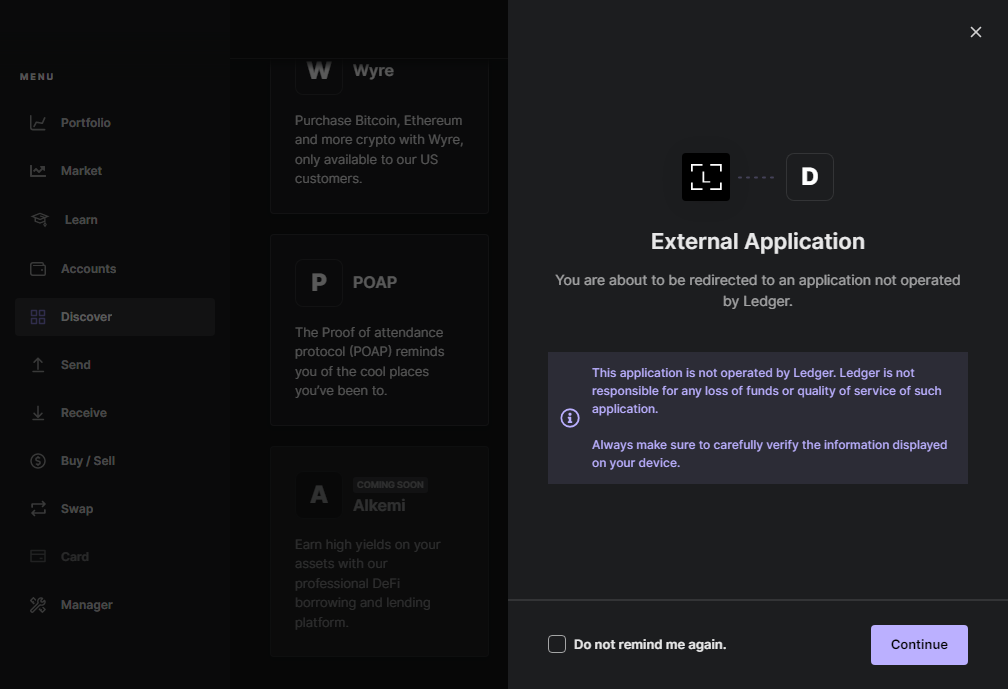 MENU
Portfolio
Market
Learn
Accounts
Discover
Send
Receive
Buy / Sell
Swap
Card
Manager
W
Wyre
Purchase Bitcoin, Ethereum
and more crypto with Wyre,
only available to our US
customers.
P
POAP
The Proof of attendance
protocol (POAP) reminds
you of the cool places
you've been to.
A
COMING SOON
Alkemi
Earn high yields on your
assets with our
professional DeFi
borrowing and lending
platform.
L
D
External Application
You are about to be redirected to an application not operated
by Ledger.
This application is not operated by Ledger. Ledger is not
responsible for any loss of funds or quality of service of such
application.
Always make sure to carefully verify the information displayed
on your device.
Do not remind me again.
Continue